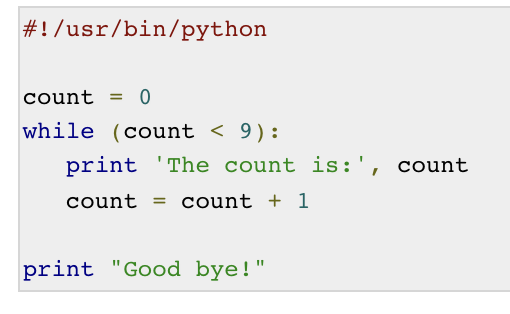 #!/usr/bin/python

count = 0
while (count < 9):
   print 'The count is:', count
   count = count + 1

print "Good bye!"